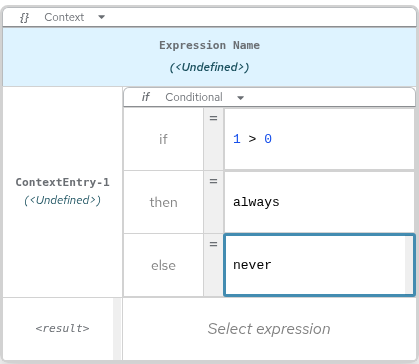 {} Context
Expression Name
(<Undefined>)
if Conditional
ContextEntry-1
(<Undefined>)
if = 1 > 0
then = always
else = never
<result> Select expression